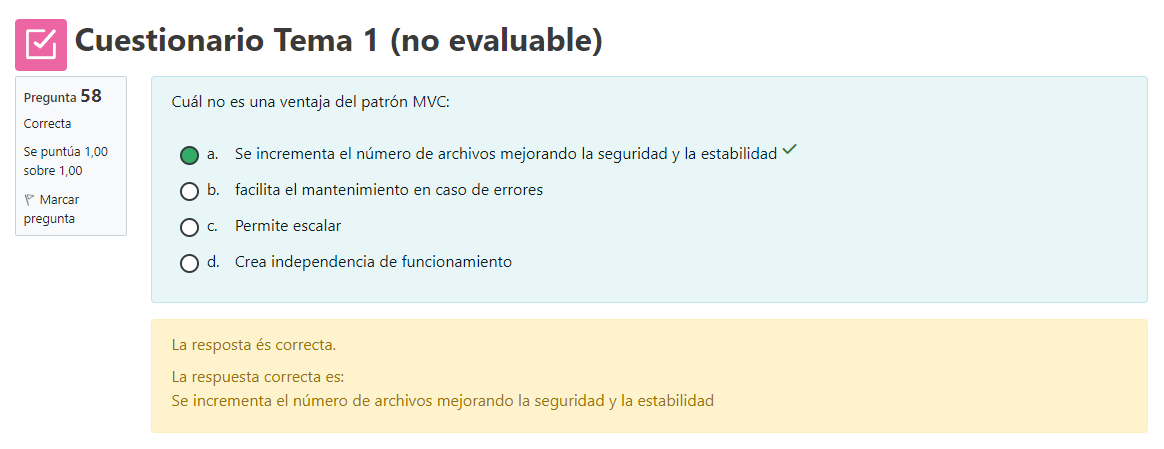 Cuestionario Tema 1 (no evaluable)
Pregunta 58
Correcta
Se puntúa 1,00
sobre 1,00
Marcar
pregunta
Cuál no es una ventaja del patrón MVC:
a. Se incrementa el número de archivos mejorando la seguridad y la estabilidad
b. facilita el mantenimiento en caso de errores
c. Permite escalar
d. Crea independencia de funcionamiento
La resposta és correcta.
La respuesta correcta es:
Se incrementa el número de archivos mejorando la seguridad y la estabilidad